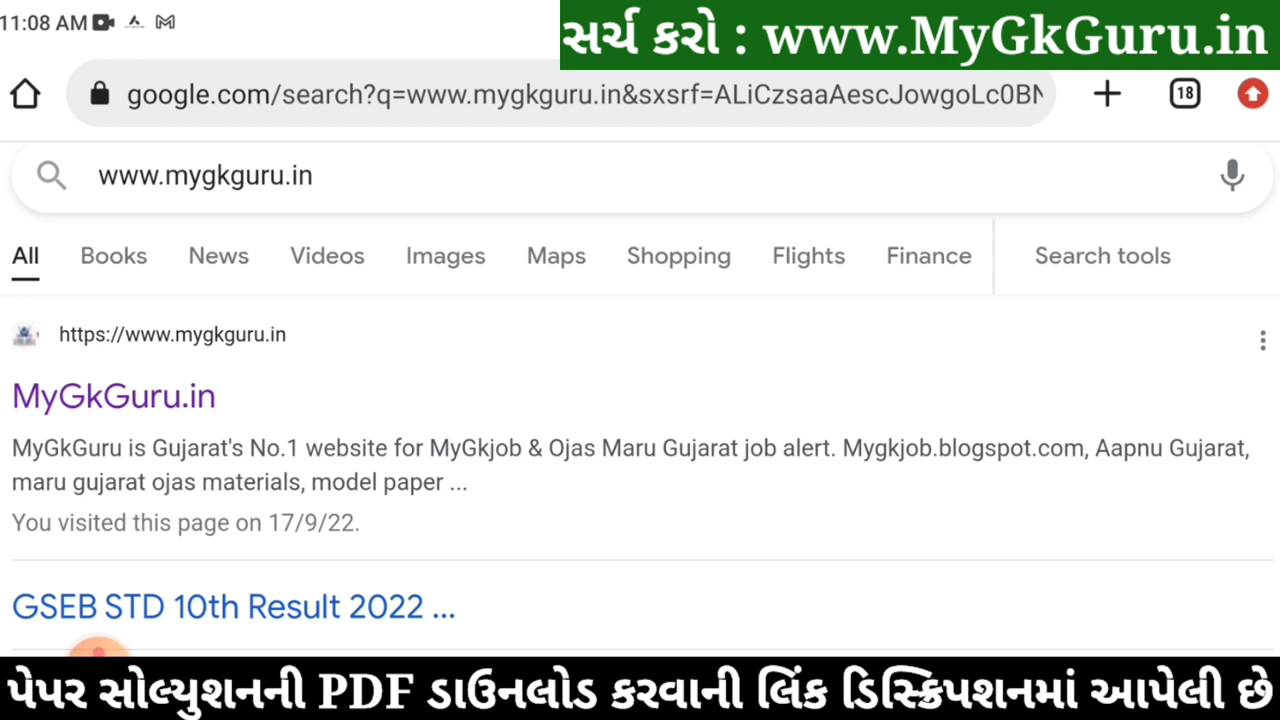 11:08 AM
સર્ચ કરો : www.MyGkGuru.in
google.com/search?q=www.mygkguru.in&sxsrf=ALiCzsaaAescJowgoLc0BN
18
www.mygkguru.in
All Books News Videos Images Maps Shopping Flights Finance Search tools
https://www.mygkguru.in
MyGkGuru.in
MyGkGuru is Gujarat's No.1 website for MyGkjob & Ojas Maru Gujarat job alert. Mygkjob.blogspot.com, Aapnu Gujarat,
maru gujarat ojas materials, model paper ...
You visited this page on 17/9/22.
GSEB STD 10th Result 2022 ...
પેપર સોલ્યુશનની PDF ડાઉનલોડ કરવાની લિંક ડિસ્ક્રિપશનમાં આપેલી છે